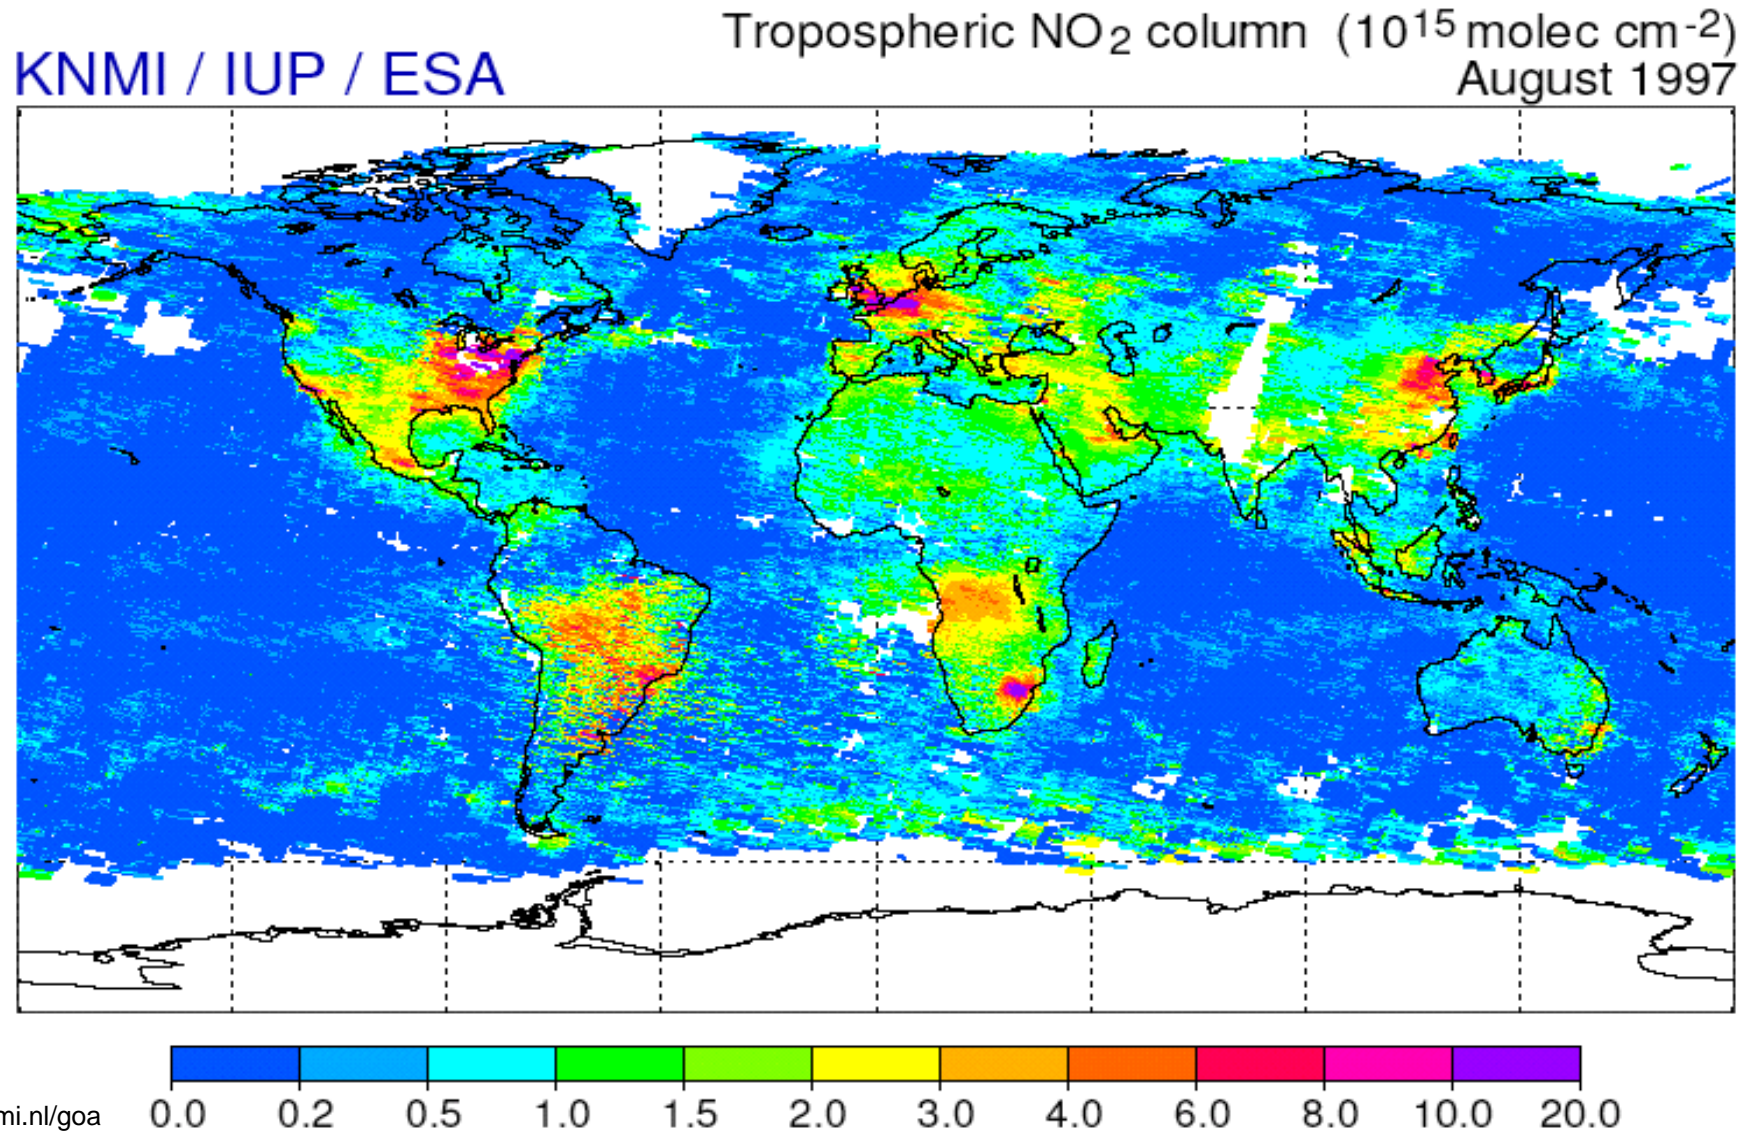 Tropospheric NO2 column (10^15 molec cm^-2)
KNMI / IUP / ESA
August 1997
0.0 0.2 0.5 1.0 1.5 2.0 3.0 4.0 6.0 8.0 10.0 20.0
mi.nl/goa